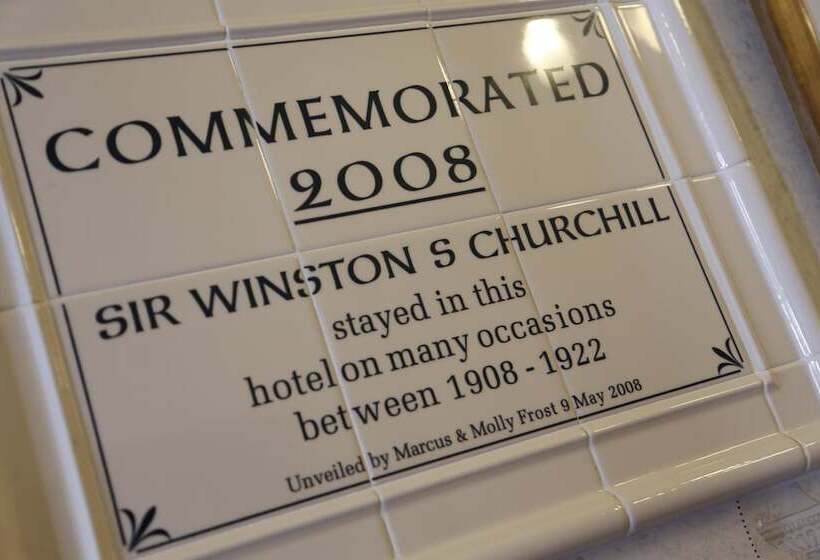 COMMEMORATED
2008
SIR WINSTON S CHURCHILL
stayed in this
hotel on many occasions
between 1908 - 1922
Unveiled by Marcus & Molly Frost 9 May 2008